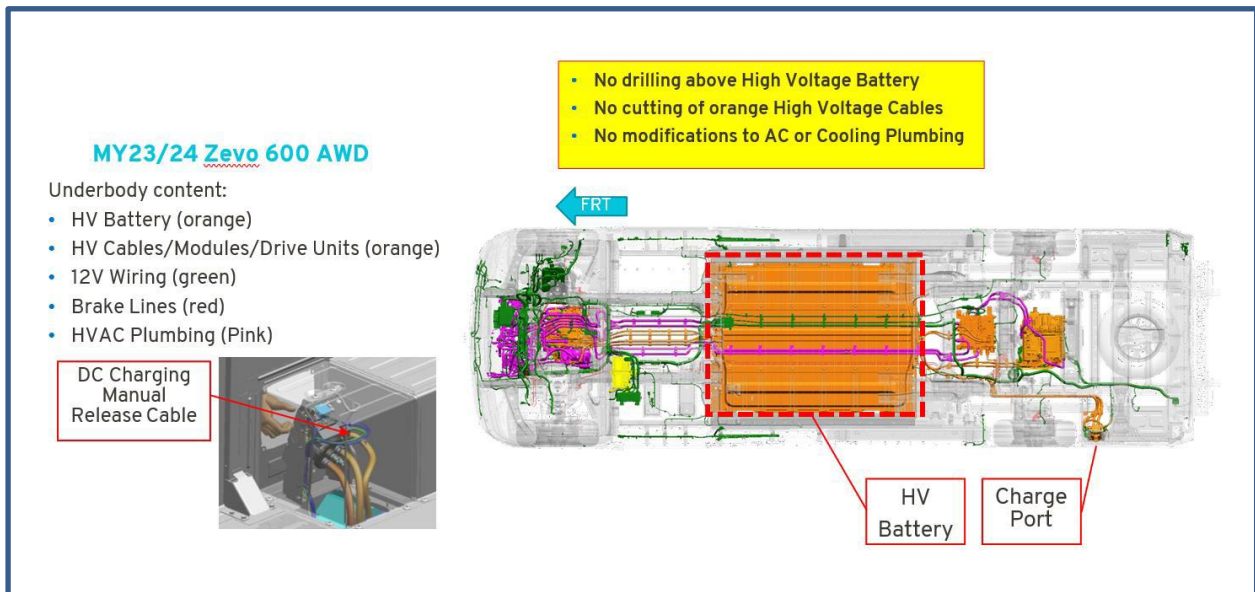 • No drilling above High Voltage Battery
• No cutting of orange High Voltage Cables
• No modifications to AC or Cooling Plumbing
MY23/24 Zevo 600 AWD
Underbody content:
• HV Battery (orange)
• HV Cables/Modules/Drive Units (orange)
• 12V Wiring (green)
• Brake Lines (red)
• HVAC Plumbing (Pink)
FRT
DC Charging
Manual
Release Cable
HV
Battery
Charge
Port